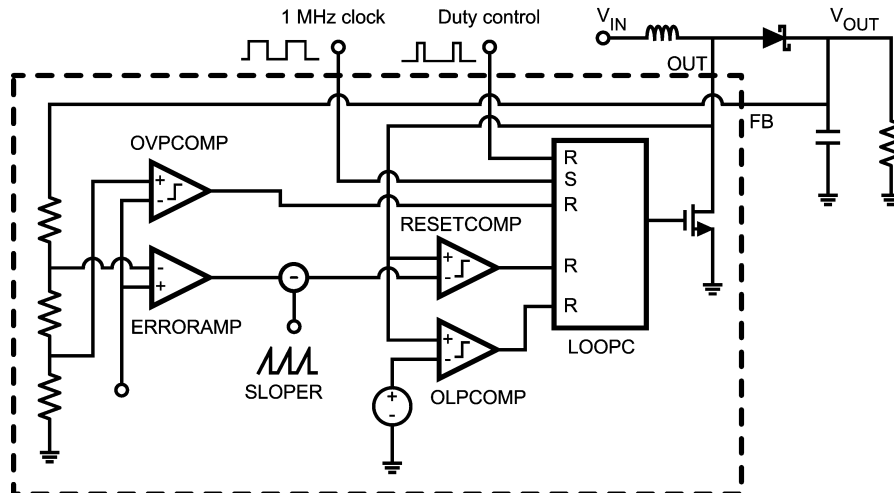 1 MHz clock
Duty control
V_IN
V_OUT
OUT
FB
OVPCOMP
+
-
R
S
R
RESETCOMP
-
+
+
-
R
-
ERRORAMP
R
LOOPC
SLOPER
+
-
OLPCOMP
+
-